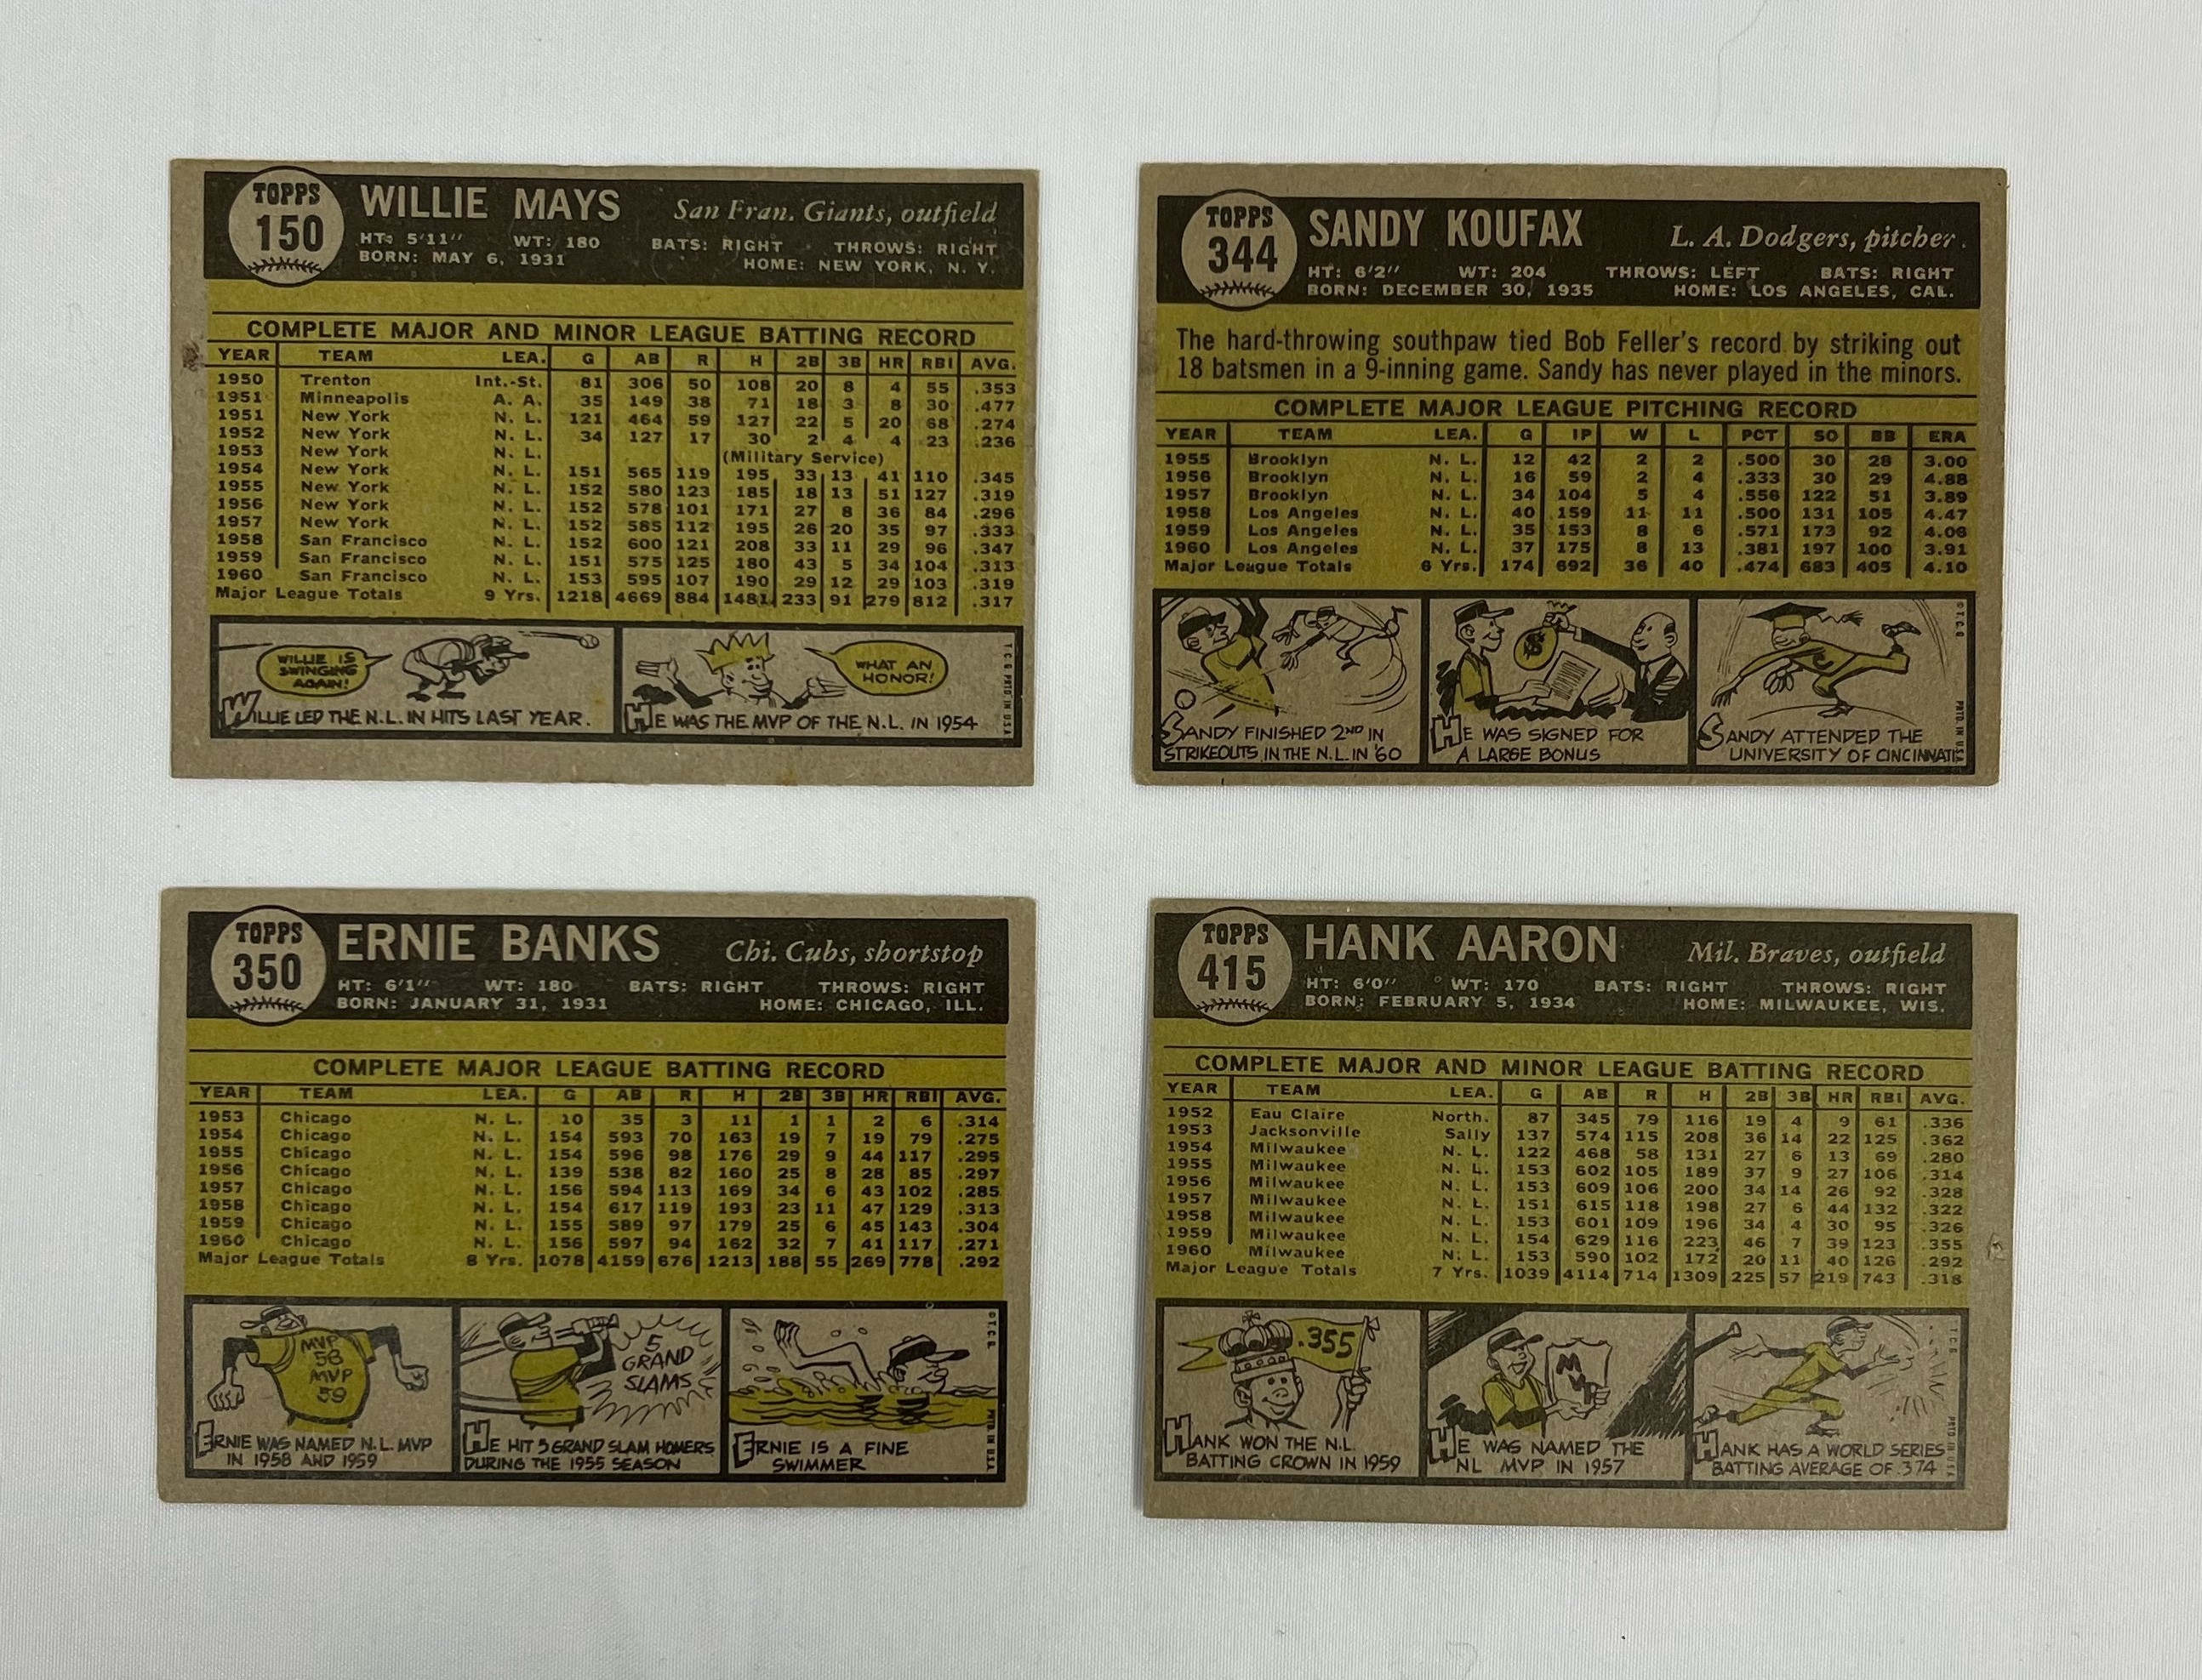 TOPPS
150
WILLIE MAYS San Fran. Giants, outfield
HT: 5'11" WT: 180 BATS: RIGHT THROWS: RIGHT
BORN: MAY 6, 1931 HOME: NEW YORK, N. Y.
COMPLETE MAJOR AND MINOR LEAGUE BATTING RECORD
YEAR TEAM LEA. G AB R H 2B 3B HR RBI AVG.
1950 Trenton Int.-St. 81 306 50 108 20 8 4 55 .353
1951 Minneapolis A. A. 35 149 38 71 18 3 8 30 .477
1951 New York N. L. 121 464 59 127 22 5 20 68 .274
1952 New York N. L. 34 127 17 30 2 4 4 23 .236
1953 New York N. L. (Military Service)
1954 New York N. L. 151 565 119 195 33 13 41 110 .345
1955 New York N. L. 152 580 123 185 18 13 51 127 .319
1956 New York N. L. 152 578 101 171 27 8 36 84 .296
1957 New York N. L. 152 585 112 195 26 20 35 97 .333
1958 San Francisco N. L. 152 600 121 208 33 11 29 96 .347
1959 San Francisco N. L. 151 575 125 180 43 5 34 104 .313
1960 San Francisco N. L. 153 595 107 190 29 12 29 103 .319
Major League Totals 9 Yrs. 1218 4669 884 1481 233 91 279 812 .317
WILLIE IS
SWINGING
AGAIN!
WILLIE LED THE N.L. IN HITS LAST YEAR.
WHAT AN
HONOR!
HE WAS THE MVP OF THE N.L. IN 1954
T.C.G. PRTD. IN U.S.A.
TOPPS
344
SANDY KOUFAX L. A. Dodgers, pitcher
HT: 6'2" WT: 204 THROWS: LEFT BATS: RIGHT
BORN: DECEMBER 30, 1935 HOME: LOS ANGELES, CAL.
The hard-throwing southpaw tied Bob Feller's record by striking out
18 batsmen in a 9-inning game. Sandy has never played in the minors.
COMPLETE MAJOR LEAGUE PITCHING RECORD
YEAR TEAM LEA. G IP W L PCT SO BB ERA
1955 Brooklyn N. L. 12 42 2 2 .500 30 28 3.00
1956 Brooklyn N. L. 16 59 2 4 .333 30 29 4.88
1957 Brooklyn N. L. 34 104 5 4 .556 122 51 3.89
1958 Los Angeles N. L. 40 159 11 11 .500 131 105 4.47
1959 Los Angeles N. L. 35 153 8 6 .571 173 92 4.06
1960 Los Angeles N. L. 37 175 8 13 .381 197 100 3.91
Major League Totals 6 Yrs. 174 692 36 40 .474 683 405 4.10
SANDY FINISHED 2ND IN
STRIKEOUTS IN THE N.L. IN '60
$
HE WAS SIGNED FOR
A LARGE BONUS
SANDY ATTENDED THE
UNIVERSITY OF CINCINNATI
© T.C.G. PRTD. IN U.S.A.
TOPPS
350
ERNIE BANKS Chi. Cubs, shortstop
HT: 6'1" WT: 180 BATS: RIGHT THROWS: RIGHT
BORN: JANUARY 31, 1931 HOME: CHICAGO, ILL.
COMPLETE MAJOR LEAGUE BATTING RECORD
YEAR TEAM LEA. G AB R H 2B 3B HR RBI AVG.
1953 Chicago N. L. 10 35 3 11 1 1 2 6 .314
1954 Chicago N. L. 154 593 70 163 19 7 19 79 .275
1955 Chicago N. L. 154 596 98 176 29 9 44 117 .295
1956 Chicago N. L. 139 538 82 160 25 8 28 85 .297
1957 Chicago N. L. 156 594 113 169 34 6 43 102 .285
1958 Chicago N. L. 154 617 119 193 23 11 47 129 .313
1959 Chicago N. L. 155 589 97 179 25 6 45 143 .304
1960 Chicago N. L. 156 597 94 162 32 7 41 117 .271
Major League Totals 8 Yrs. 1078 4159 676 1213 188 55 269 778 .292
MVP
58
MVP
59
ERNIE WAS NAMED N.L. MVP
IN 1958 AND 1959
5
GRAND
SLAMS
HE HIT 5 GRAND SLAM HOMERS
DURING THE 1955 SEASON
ERNIE IS A FINE
SWIMMER
© T.C.G. PRTD. IN U.S.A.
TOPPS
415
HANK AARON Mil. Braves, outfield
HT: 6'0" WT: 170 BATS: RIGHT THROWS: RIGHT
BORN: FEBRUARY 5, 1934 HOME: MILWAUKEE, WIS.
COMPLETE MAJOR AND MINOR LEAGUE BATTING RECORD
YEAR TEAM LEA. G AB R H 2B 3B HR RBI AVG.
1952 Eau Claire North. 87 345 79 116 19 4 9 61 .336
1953 Jacksonville Sally 137 574 115 208 36 14 22 125 .362
1954 Milwaukee N. L. 122 468 58 131 27 6 13 69 .280
1955 Milwaukee N. L. 153 602 105 189 37 9 27 106 .314
1956 Milwaukee N. L. 153 609 106 200 34 14 26 92 .328
1957 Milwaukee N. L. 151 615 118 198 27 6 44 132 .322
1958 Milwaukee N. L. 153 601 109 196 34 4 30 95 .326
1959 Milwaukee N. L. 154 629 116 223 46 7 39 123 .355
1960 Milwaukee N. L. 153 590 102 172 20 11 40 126 .292
Major League Totals 7 Yrs. 1039 4114 714 1309 225 57 219 743 .318
.355
HANK WON THE N.L.
BATTING CROWN IN 1959
MV
HE WAS NAMED THE
NL MVP IN 1957
HANK HAS A WORLD SERIES
BATTING AVERAGE OF .374
T.C.G. PRTD. IN U.S.A.